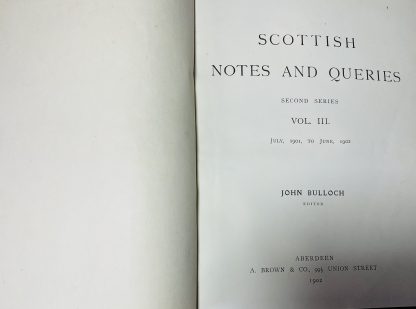 SCOTTISH
NOTES AND QUERIES
SECOND SERIES
VOL. III.
JULY, 1901, TO JUNE, 1902
JOHN BULLOCH
EDITOR
ABERDEEN
A. BROWN & CO., 99½ UNION STREET
1902